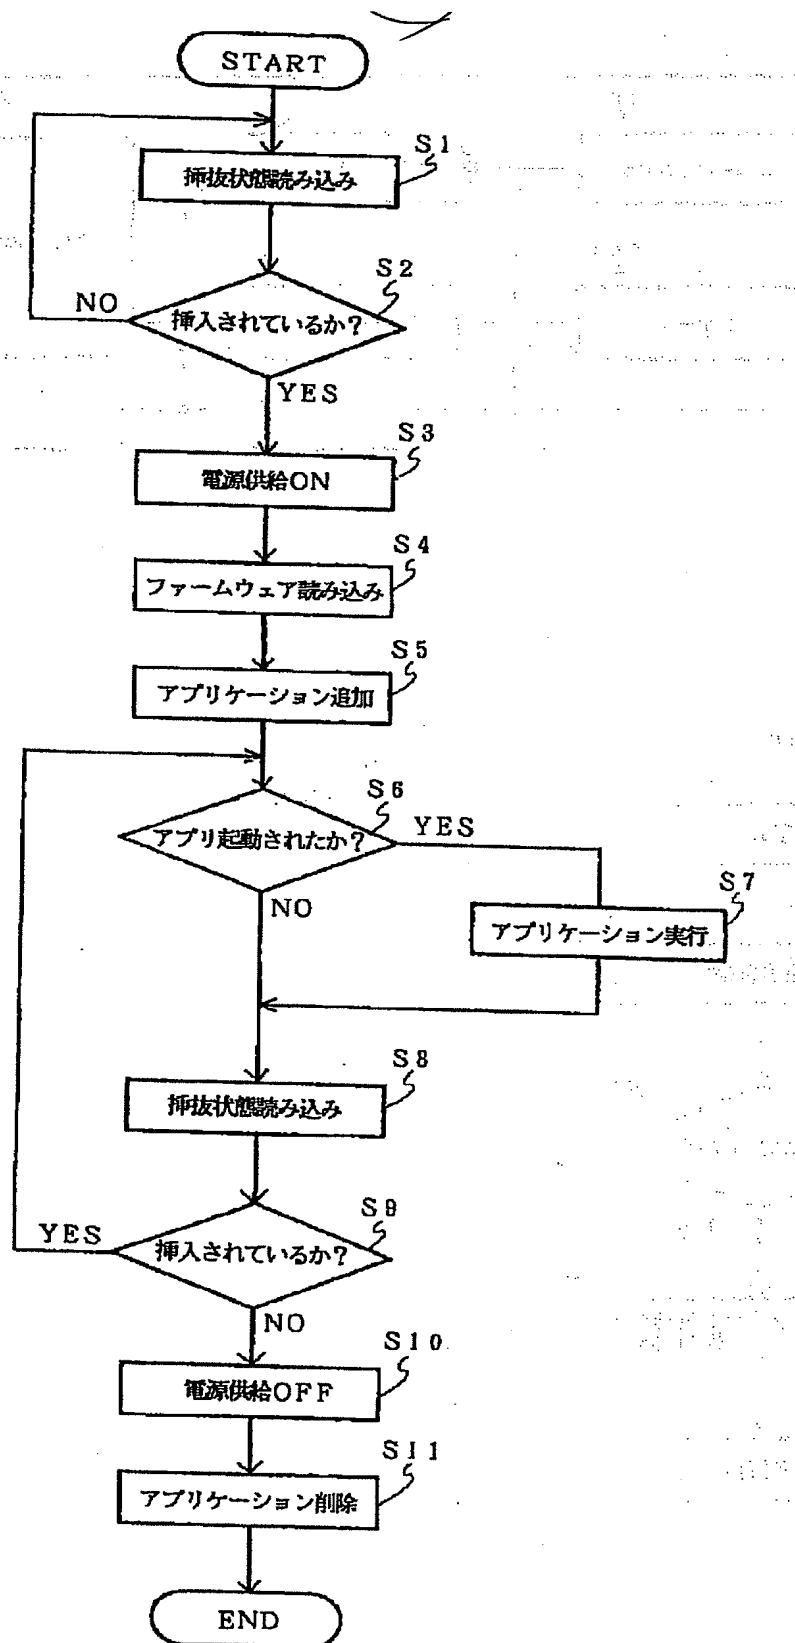 START
S1
挿抜状態読み込み
S2
挿入されているか?
NO
YES
S3
電源供給ON
S4
ファームウェア読み込み
S5
アプリケーション追加
S6
アプリ起動されたか?
YES
NO
S7
アプリケーション実行
S8
挿抜状態読み込み
S9
挿入されているか?
YES
NO
S10
電源供給OFF
S11
アプリケーション削除
END